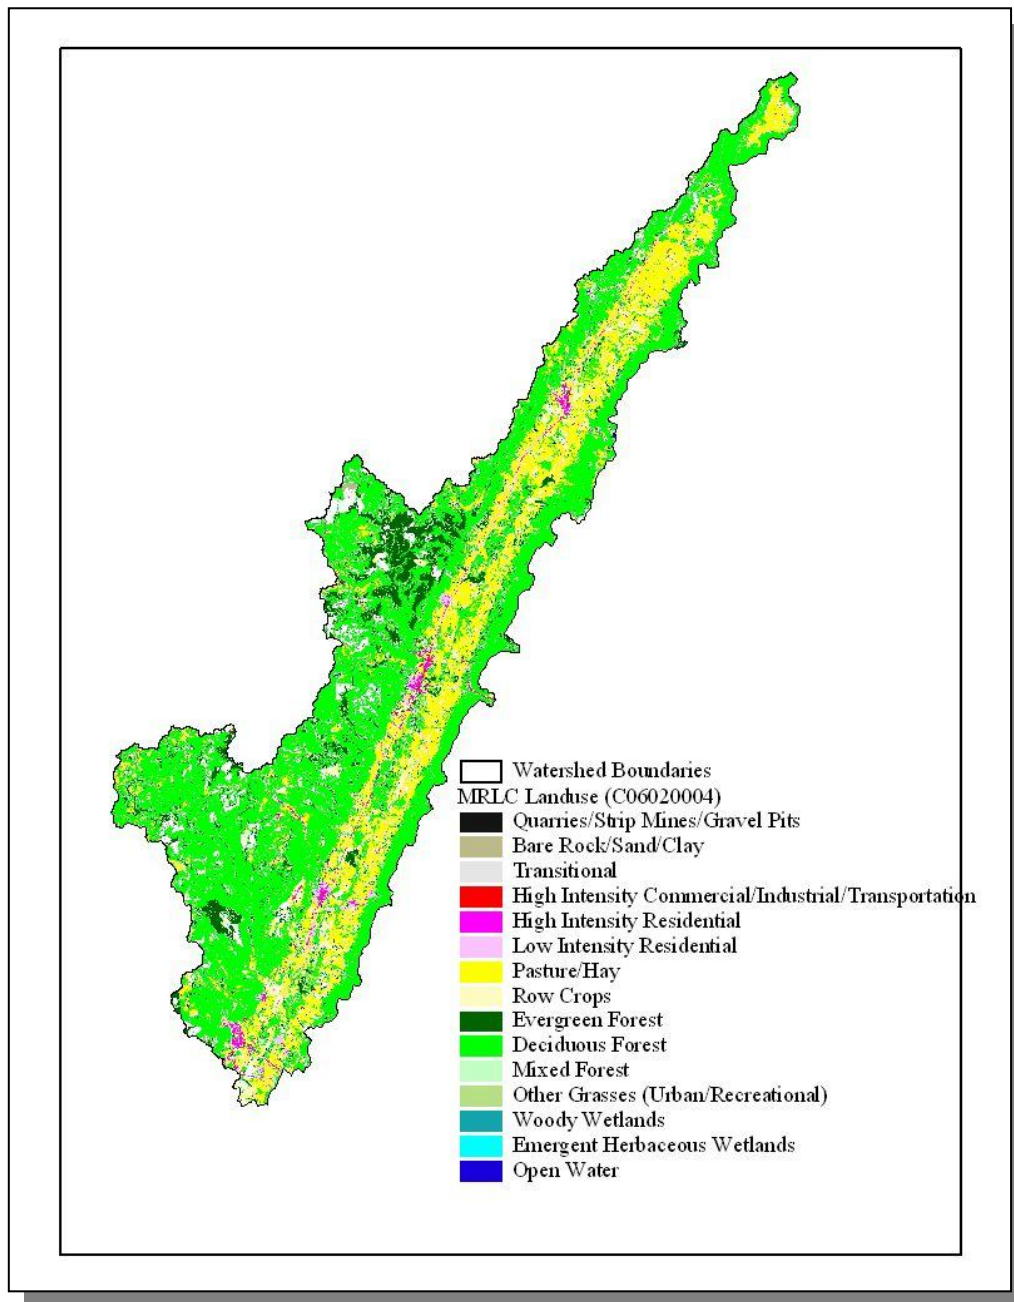 Watershed Boundaries
MRLC Landuse (C06020004)
Quarries/Strip Mines/Gravel Pits
Bare Rock/Sand/Clay
Transitional
High Intensity Commercial/Industrial/Transportation
High Intensity Residential
Low Intensity Residential
Pasture/Hay
Row Crops
Evergreen Forest
Deciduous Forest
Mixed Forest
Other Grasses (Urban/Recreational)
Woody Wetlands
Emergent Herbaceous Wetlands
Open Water